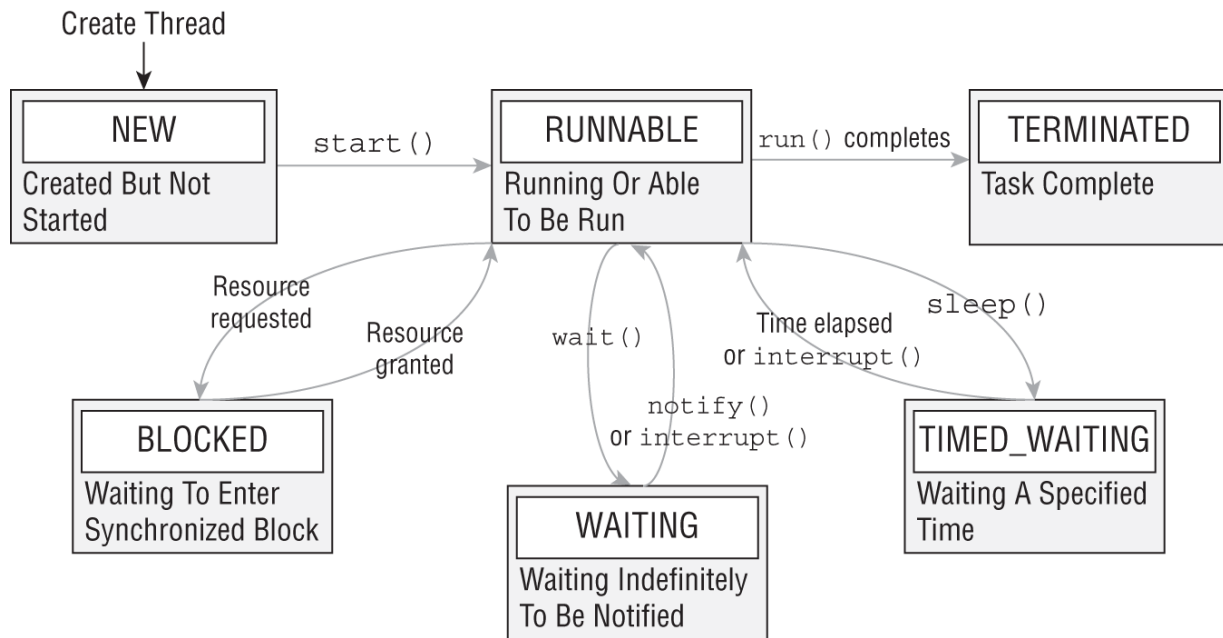 Create Thread
NEW
Created But Not
Started
start()
RUNNABLE
Running Or Able
To Be Run
run() completes
TERMINATED
Task Complete
Resource
requested
Resource
granted
wait()
notify()
or interrupt()
Time elapsed
or interrupt()
sleep()
BLOCKED
Waiting To Enter
Synchronized Block
WAITING
Waiting Indefinitely
To Be Notified
TIMED_WAITING
Waiting A Specified
Time